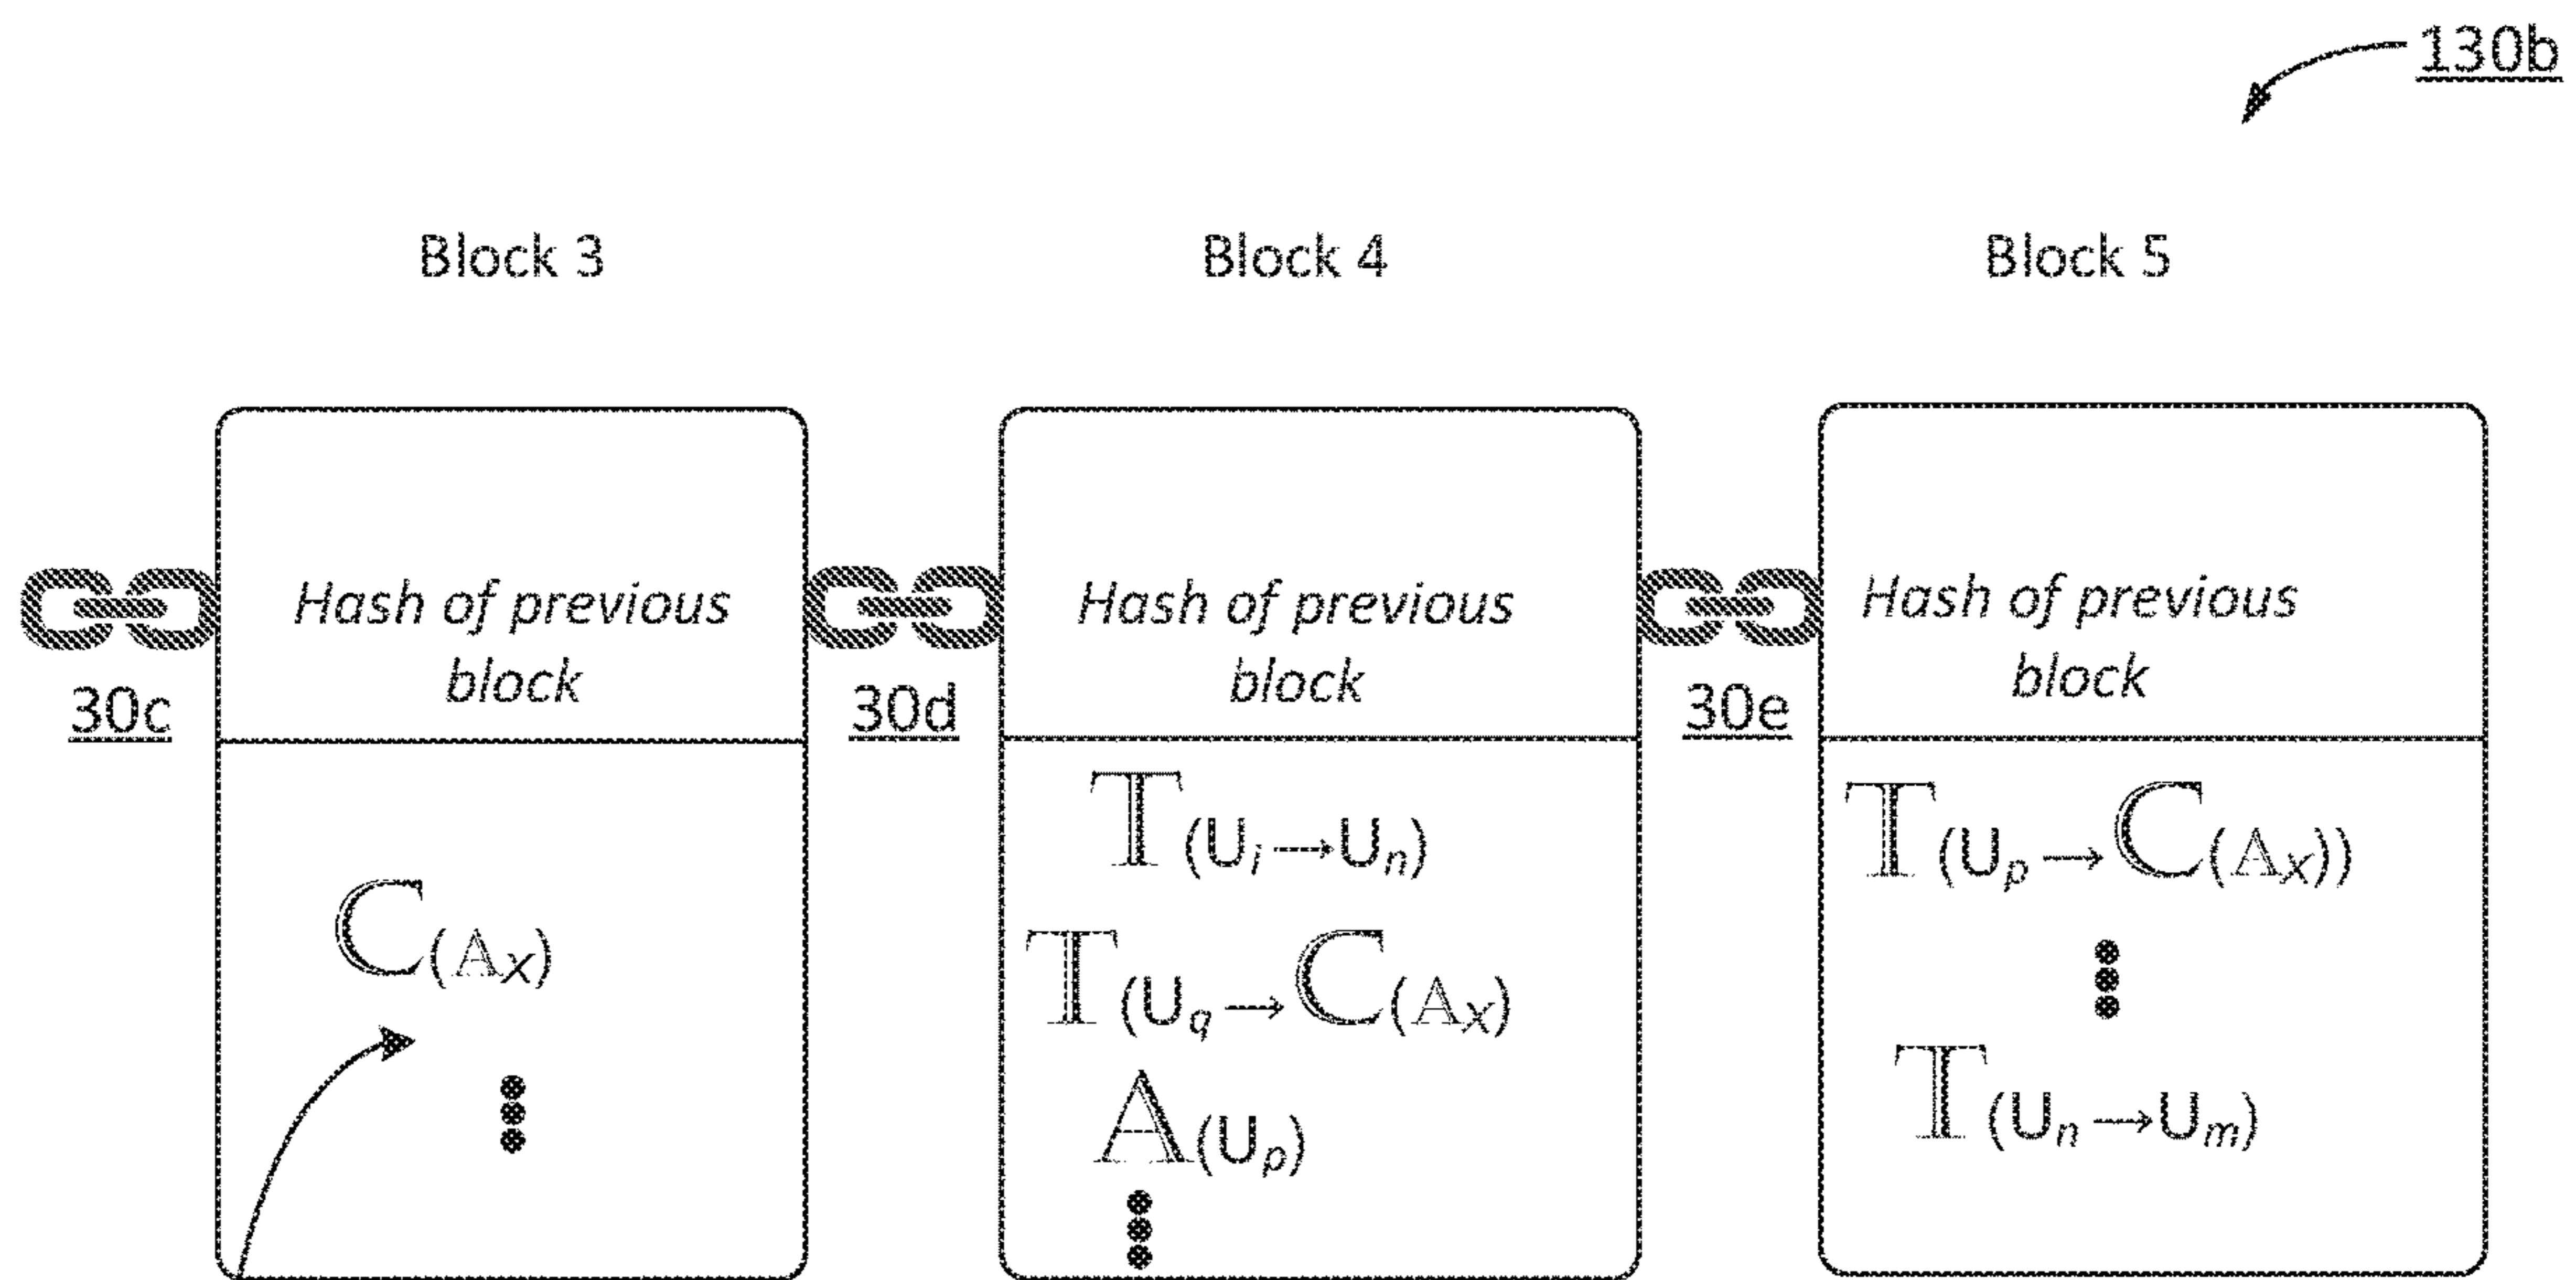 130b
Block 3
Block 4
Block 5
Hash of previous
block
Hash of previous
block
Hash of previous
block
30c
30d
30e
ℂ(𝔸x)
𝕋(Ui→Un)
𝕋(Uq→ℂ(𝔸x)
𝔸(Up)
𝕋(Up→ℂ(𝔸x))
𝕋(Un→Um)